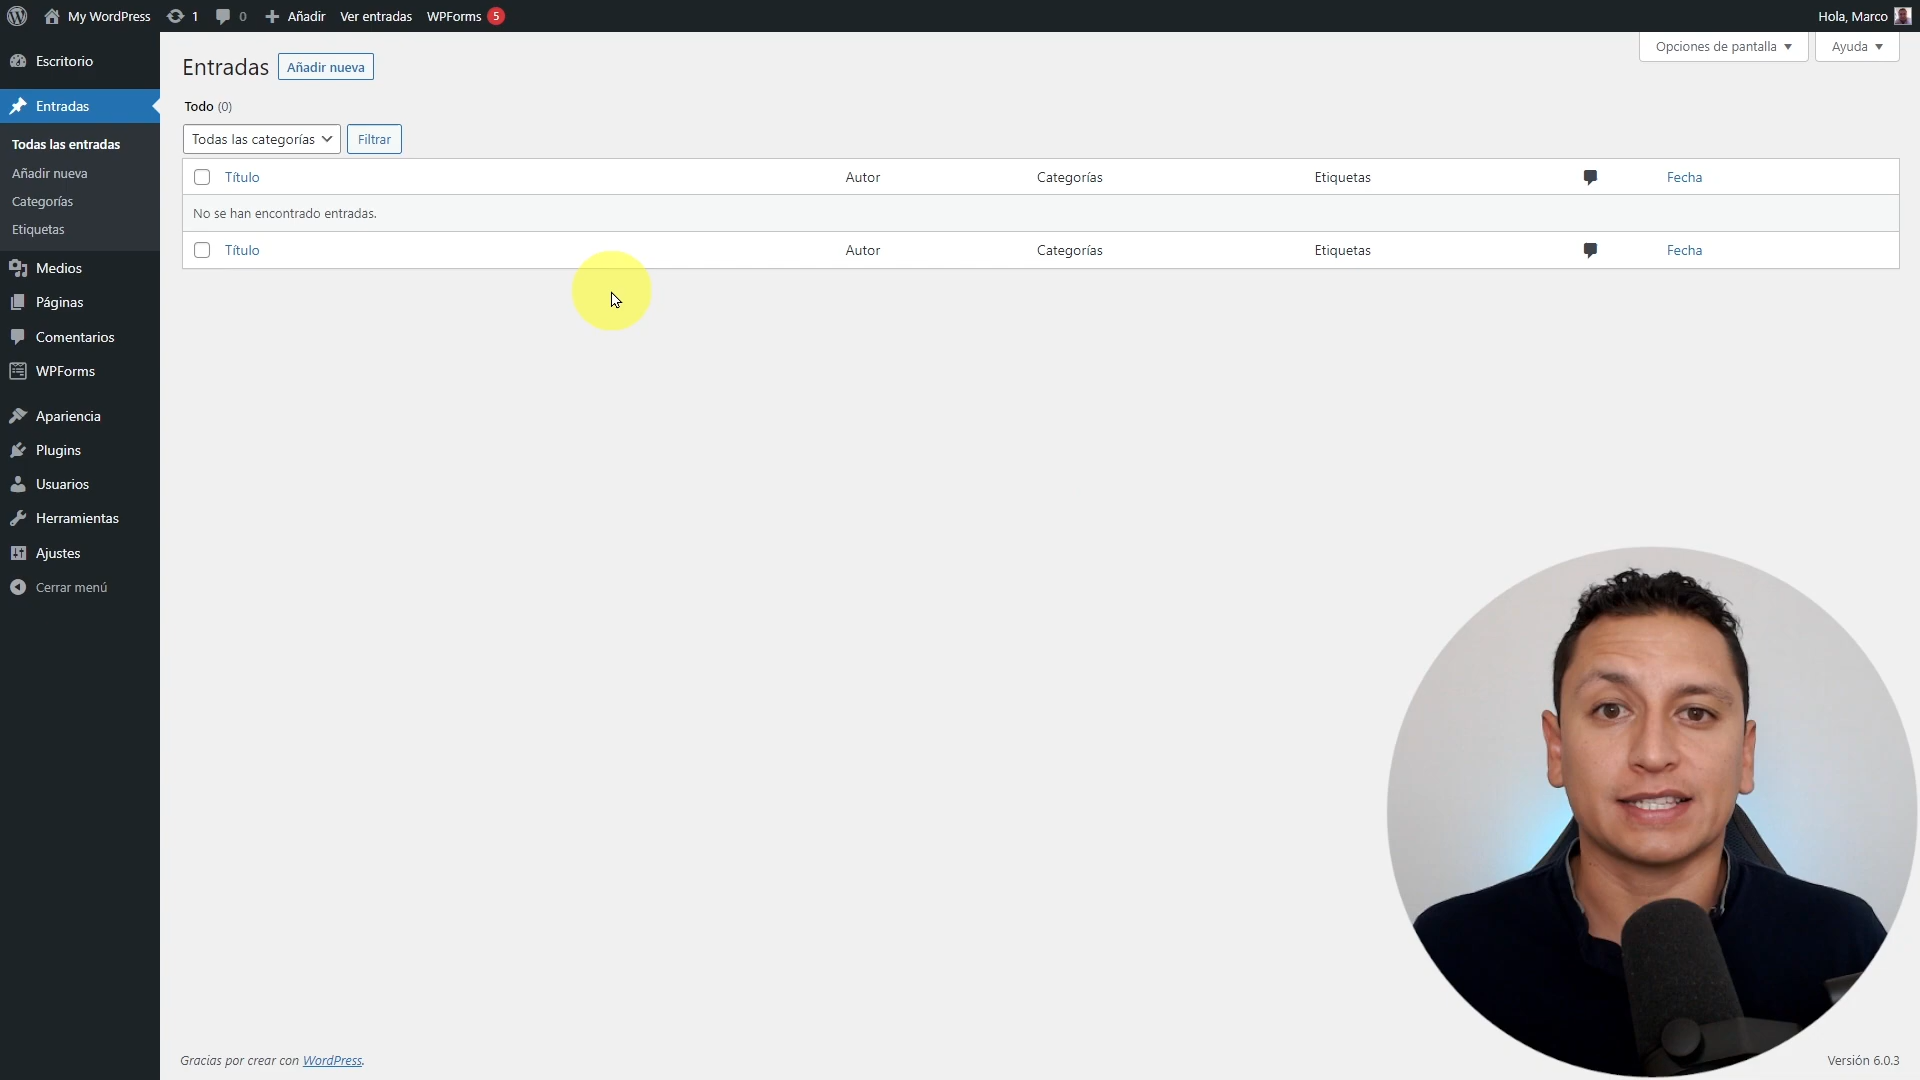 My WordPress 1 0 Añadir Ver entradas WPForms 5 Hola, Marco
Escritorio
Entradas
Todas las entradas
Añadir nueva
Categorías
Etiquetas
Medios
Páginas
Comentarios
WPForms
Apariencia
Plugins
Usuarios
Herramientas
Ajustes
Cerrar menú
Opciones de pantalla Ayuda
Entradas Añadir nueva
Todo (0)
Todas las categorías Filtrar
Título Autor Categorías Etiquetas Fecha
No se han encontrado entradas.
Título Autor Categorías Etiquetas Fecha
Gracias por crear con WordPress. Versión 6.0.3